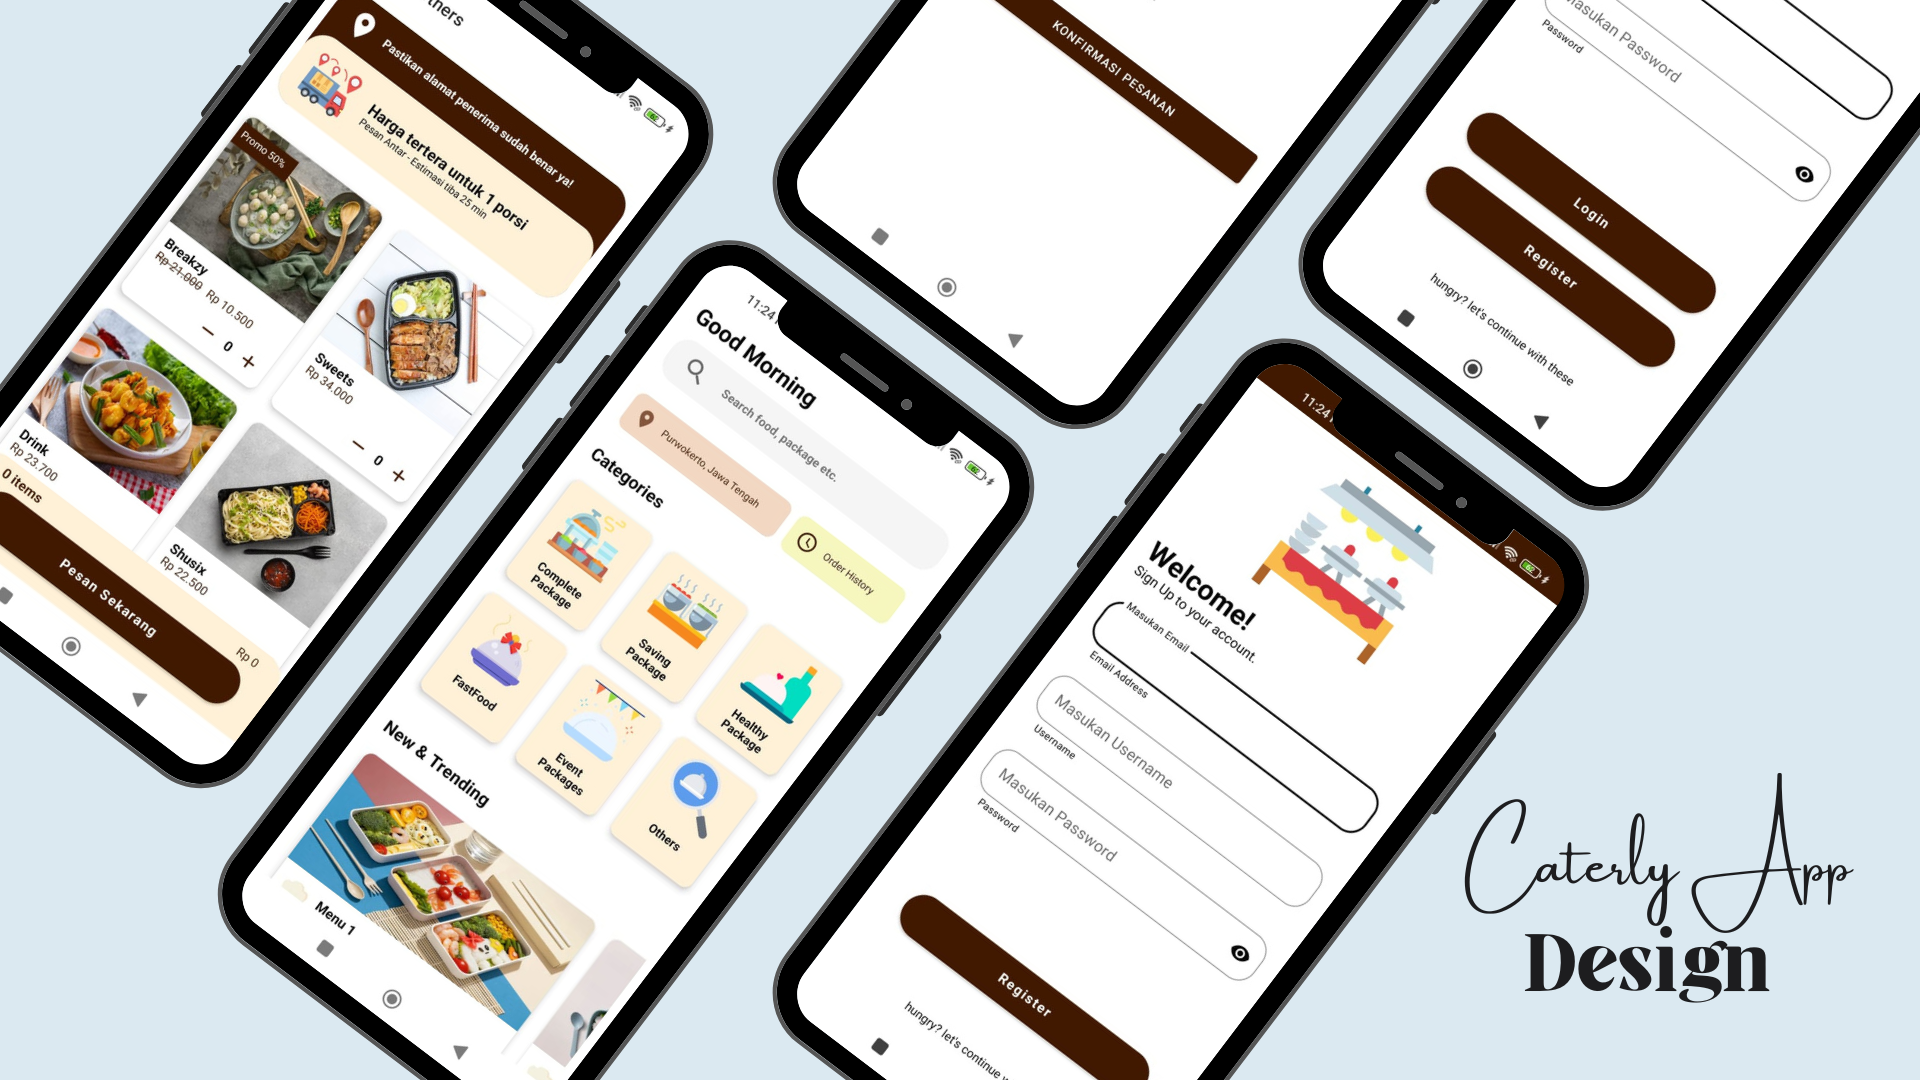 thers
Pastikan alamat penerima sudah benar ya!
Harga tertera untuk 1 porsi
Pesan Antar - Estimasi tiba 25 min
Promo 50%
Breakzy
Rp 21.000 Rp 10.500
0
Sweets
Rp 34.000
0
Drink
Rp 23.700
Shusix
Rp 22.500
0 items
Rp 0
Pesan Sekarang
11:24
Good Morning
Search food, package etc.
Purwokerto, Jawa Tengah
Order History
Categories
Complete
Package
Saving
Package
Healthy
Package
FastFood
Event
Packages
Others
New & Trending
Menu 1
KONFIRMASI PESANAN
Masukan Password
Password
Login
Register
hungry? let's continue with these
11:24
Welcome!
Sign Up to your account.
Masukan Email
Email Address
Masukan Username
Username
Masukan Password
Password
Register
hungry? let's continue
Caterly App
Design